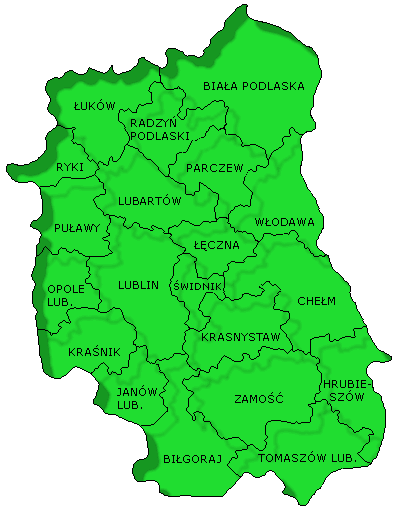 BIAŁA PODLASKA
ŁUKÓW
RADZYN
PODLASKI
RYKI
PARCZEW
LUBARTÓW
PUŁAWY
WŁODAWA
ŁĘCZNA
OPOLE
LUB.
LUBLIN
ŚWIDNIK
CHEŁM
KRASNYSTAW
KRAŚNIK
JANÓW
LUB.
ZAMOŚĆ
HRUBIE-
SZÓW
BIŁGORAJ
TOMASZÓW LUB.